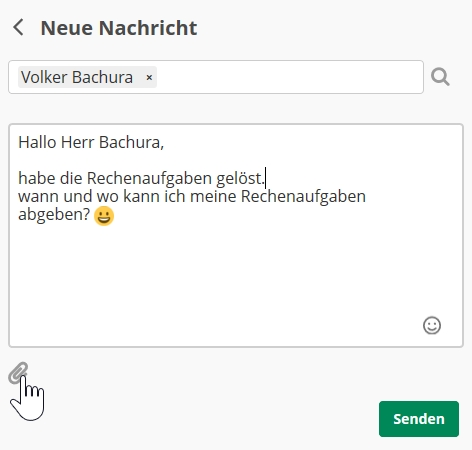 Neue Nachricht
Volker Bachura ×
Hallo Herr Bachura,
habe die Rechenaufgaben gelöst.
wann und wo kann ich meine Rechenaufgaben
abgeben? 😀
Senden